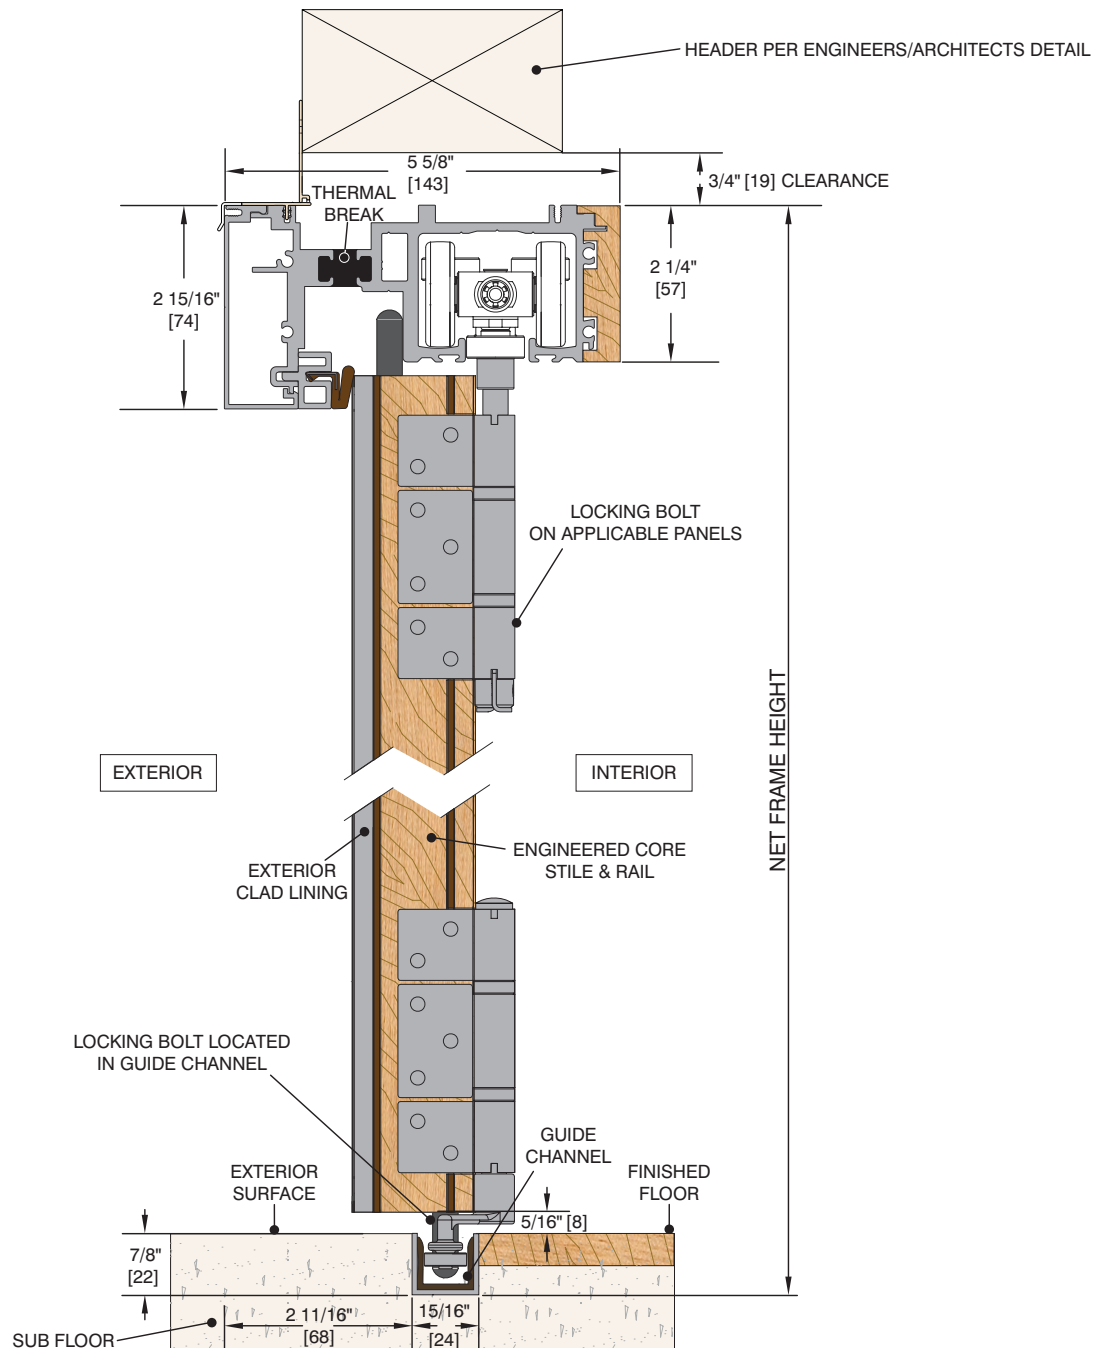 HEADER PER ENGINEERS/ARCHITECTS DETAIL
5 5/8"
[143]
3/4" [19] CLEARANCE
THERMAL
BREAK
2 15/16"
[74]
2 1/4"
[57]
LOCKING BOLT
ON APPLICABLE PANELS
NET FRAME HEIGHT
EXTERIOR
INTERIOR
EXTERIOR
CLAD LINING
ENGINEERED CORE
STILE & RAIL
LOCKING BOLT LOCATED
IN GUIDE CHANNEL
GUIDE
CHANNEL
EXTERIOR
SURFACE
FINISHED
FLOOR
5/16" [8]
7/8"
[22]
2 11/16"
[68]
15/16"
[24]
SUB FLOOR